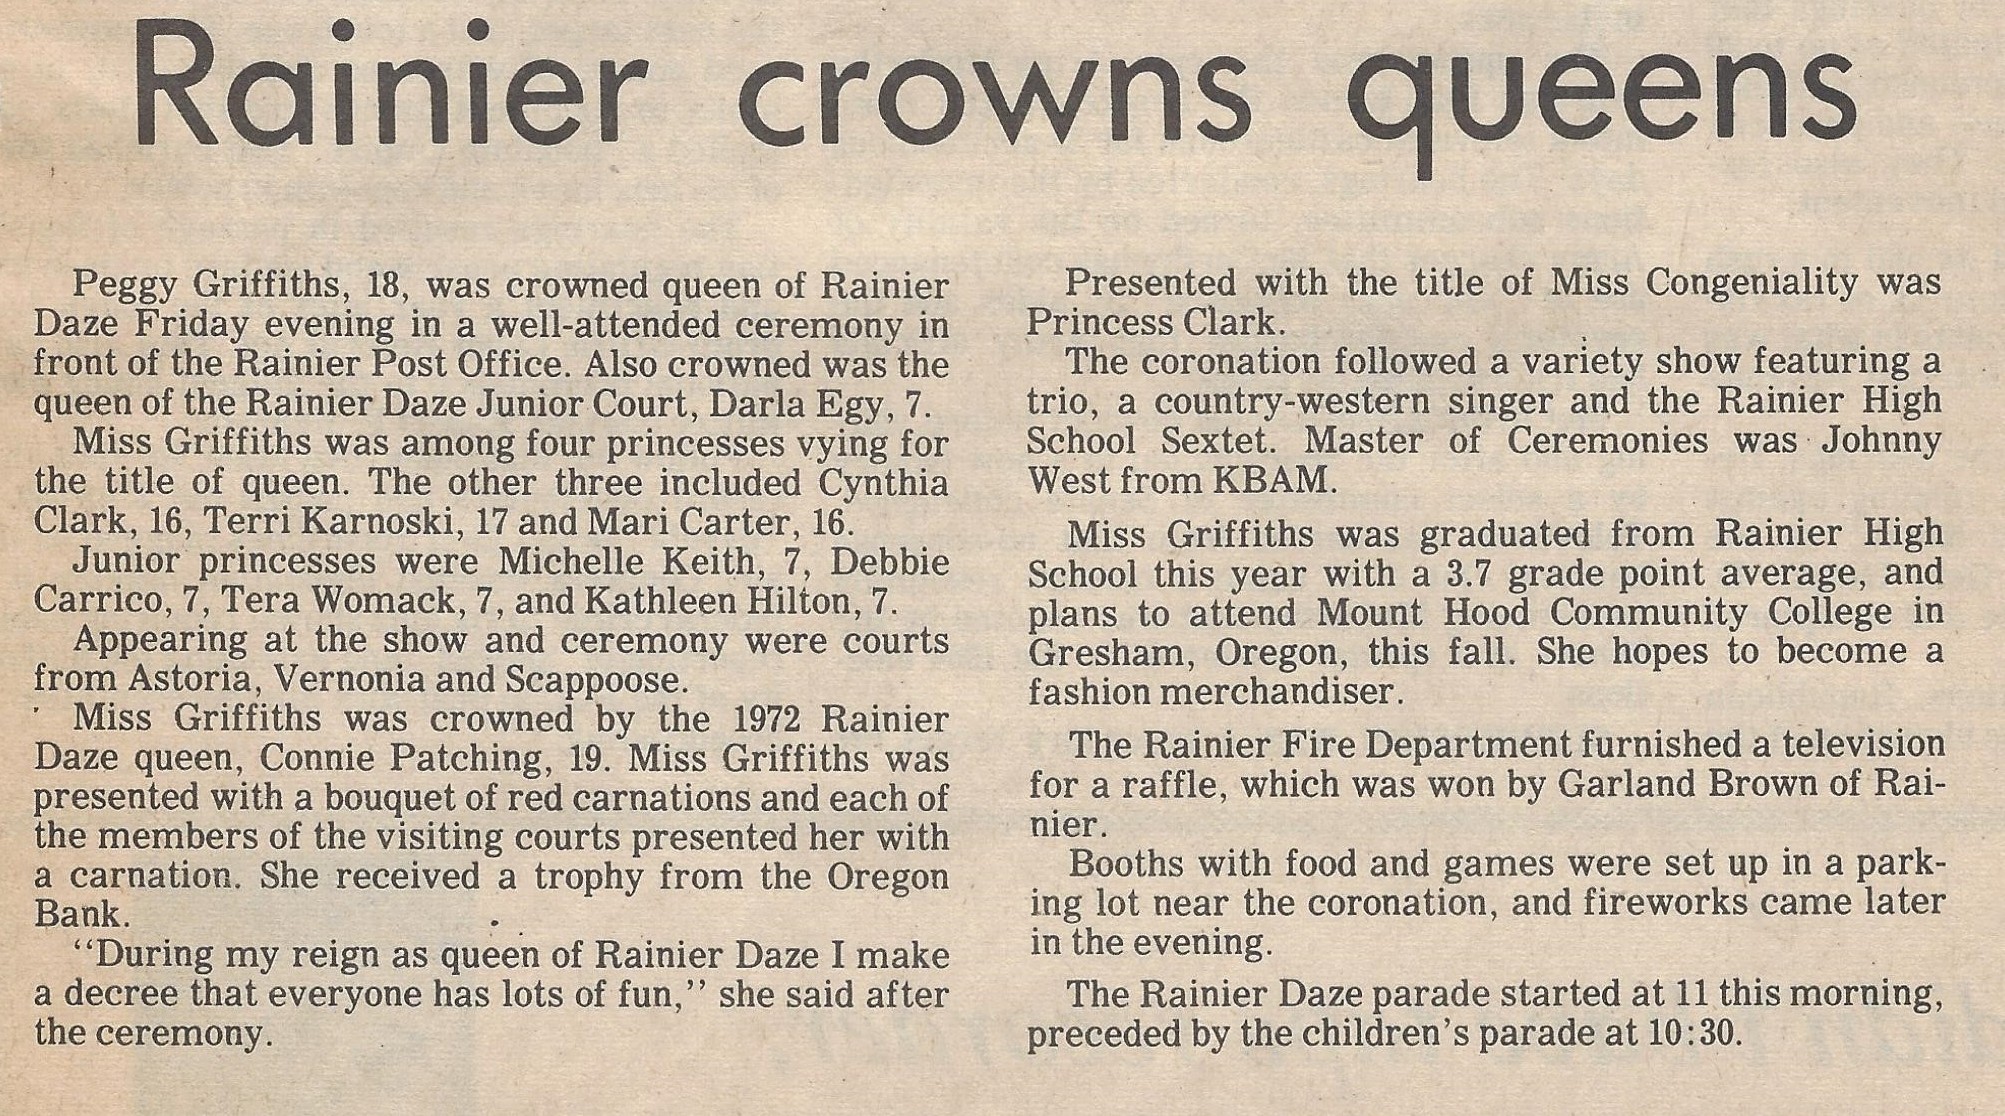 Rainier crowns queens
Peggy Griffiths, 18, was crowned queen of Rainier
Daze Friday evening in a well-attended ceremony in
front of the Rainier Post Office. Also crowned was the
queen of the Rainier Daze Junior Court, Darla Egy, 7.
Miss Griffiths was among four princesses vying for
the title of queen. The other three included Cynthia
Clark, 16, Terri Karnoski, 17 and Mari Carter, 16.
Junior princesses were Michelle Keith, 7, Debbie
Carrico, 7, Tera Womack, 7, and Kathleen Hilton, 7.
Appearing at the show and ceremony were courts
from Astoria, Vernonia and Scappoose.
Miss Griffiths was crowned by the 1972 Rainier
Daze queen, Connie Patching, 19. Miss Griffiths was
presented with a bouquet of red carnations and each of
the members of the visiting courts presented her with
a carnation. She received a trophy from the Oregon
Bank.
“During my reign as queen of Rainier Daze I make
a decree that everyone has lots of fun,” she said after
the ceremony.
Presented with the title of Miss Congeniality was
Princess Clark.
The coronation followed a variety show featuring a
trio, a country-western singer and the Rainier High
School Sextet. Master of Ceremonies was Johnny
West from KBAM.
Miss Griffiths was graduated from Rainier High
School this year with a 3.7 grade point average, and
plans to attend Mount Hood Community College in
Gresham, Oregon, this fall. She hopes to become a
fashion merchandiser.
The Rainier Fire Department furnished a television
for a raffle, which was won by Garland Brown of Rai-
nier.
Booths with food and games were set up in a park-
ing lot near the coronation, and fireworks came later
in the evening.
The Rainier Daze parade started at 11 this morning,
preceded by the children's parade at 10:30.